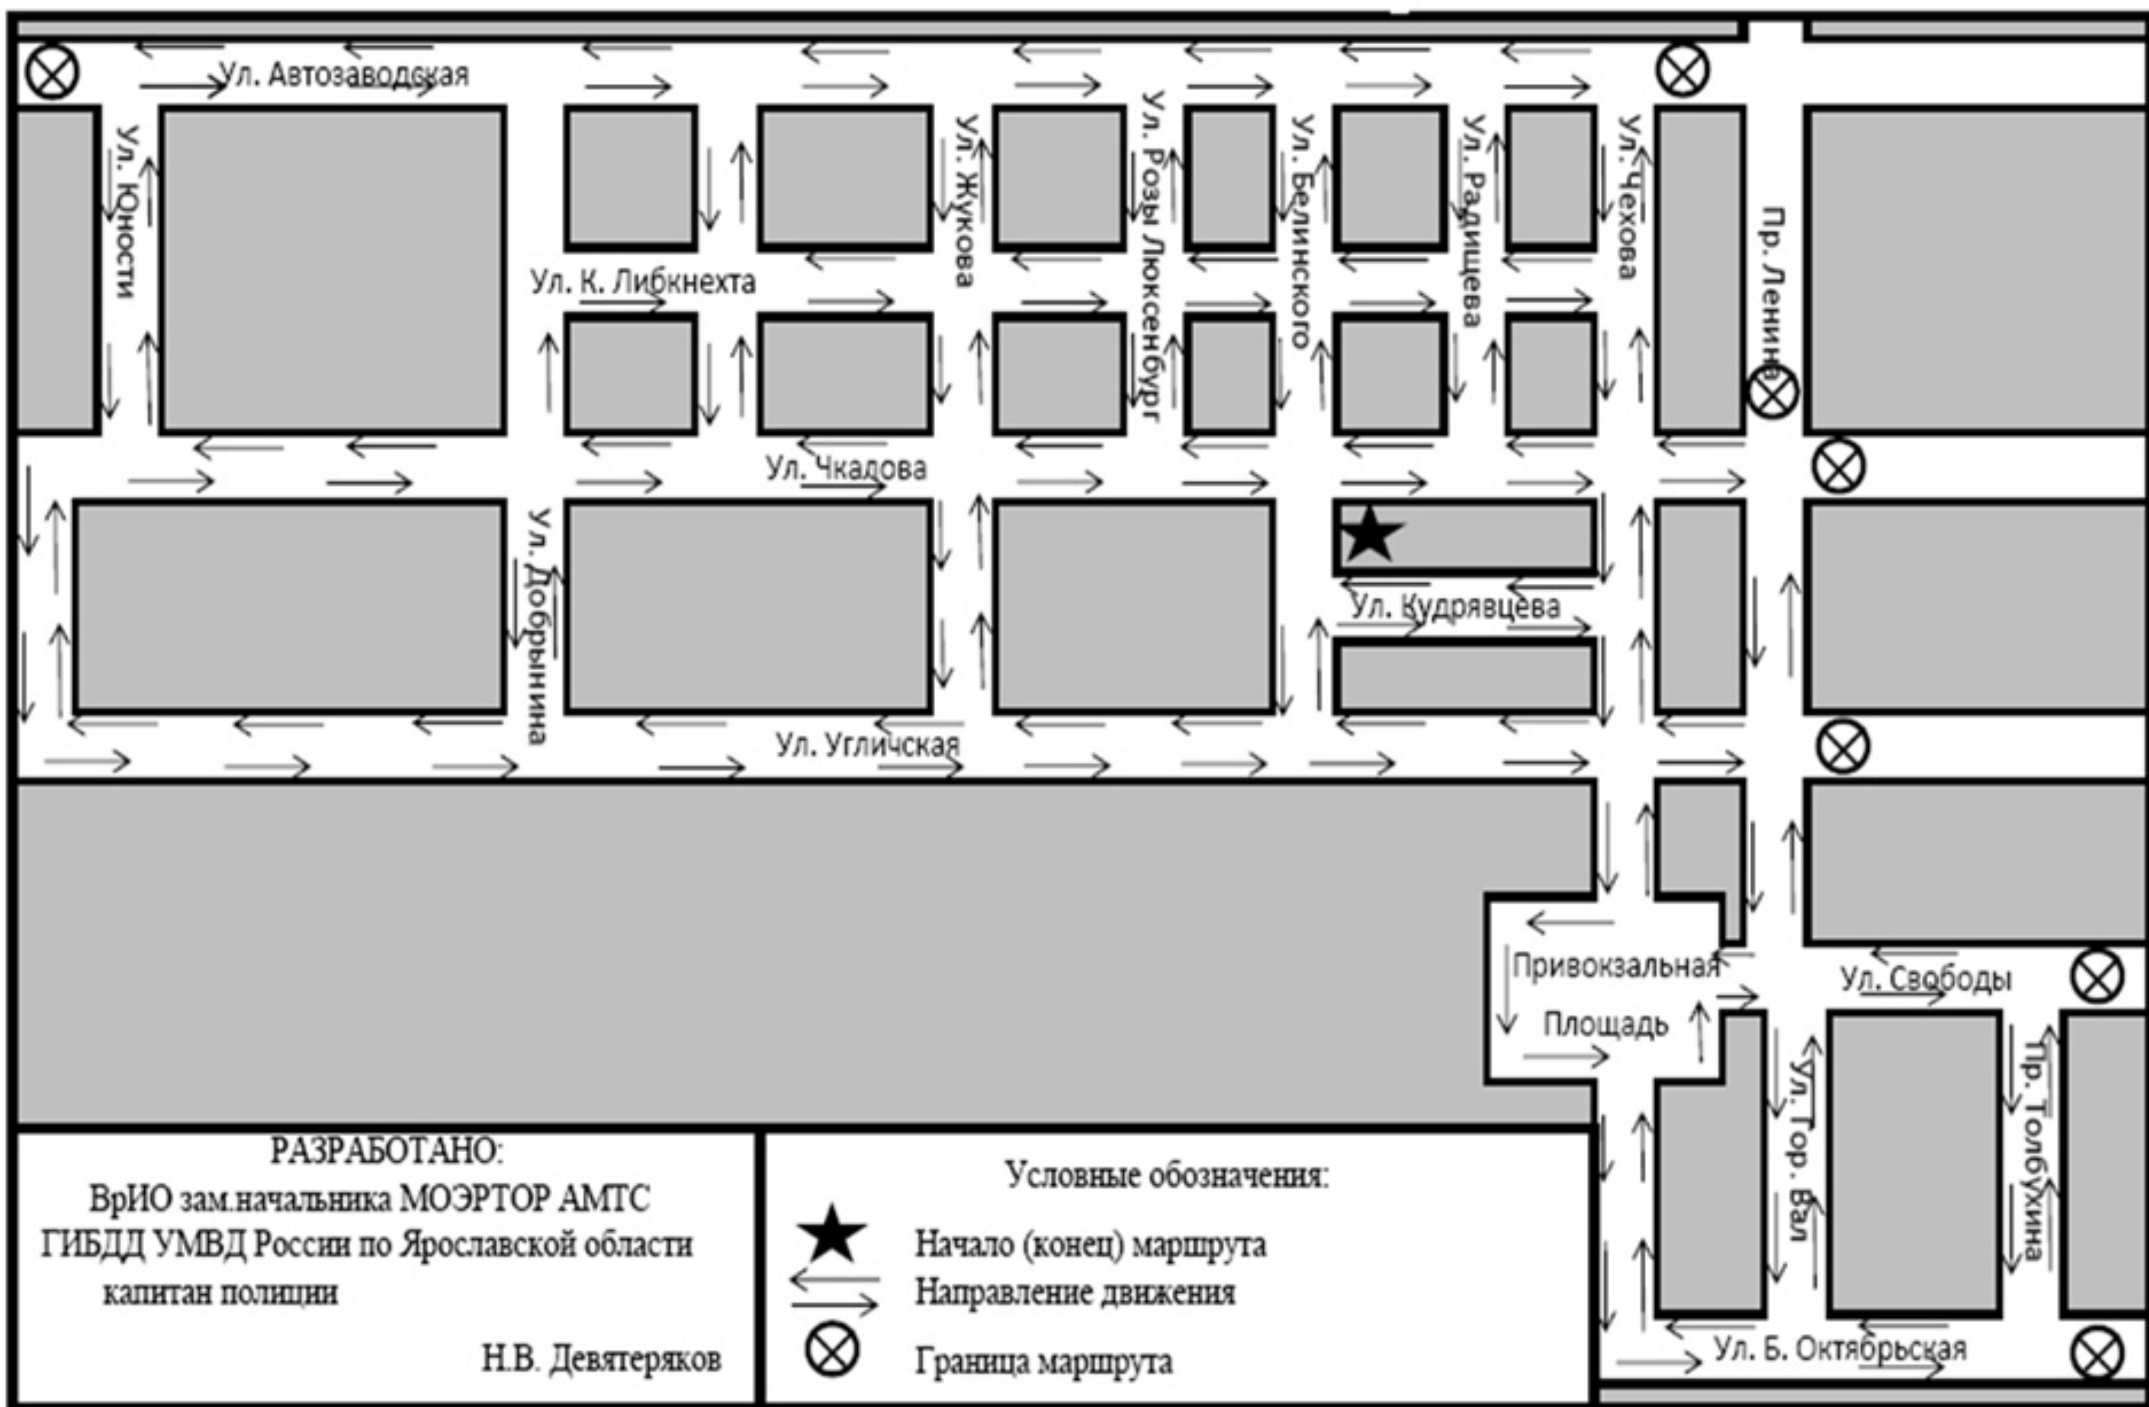 Ул. Автозаводская
Ул. Юности
Ул. Жукова
Ул. Розы Люксенбург
Ул. Белинского
Ул. Радищева
Ул. Чехова
Пр. Ленина
Ул. К. Либкнехта
Ул. Чкалова
Ул. Добрынина
Ул. Кудрявцева
Ул. Угличская
Привокзальная
Площадь
Ул. Свободы
Ул. Гор. Вал
Пр. Толбухина
Ул. Б. Октябрьская
РАЗРАБОТАНО:
ВрИО зам.начальника МОЭРТОР АМТС
ГИБДД УМВД России по Ярославской области
капитан полиции
Н.В. Девятеряков
Условные обозначения:
Начало (конец) маршрута
Направление движения
Граница маршрута